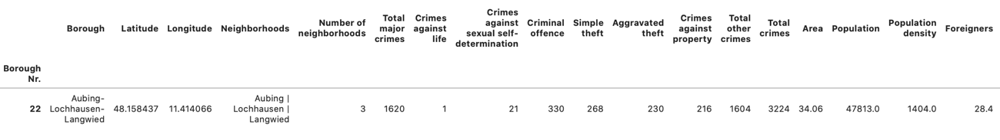 Borough Latitude Longitude Neighborhoods Number of neighborhoods Total major crimes Crimes against life Crimes against sexual self-determination Criminal offence Simple theft Aggravated theft Crimes against property Total other crimes Total crimes Area Population Population density Foreigners
Borough Nr.
22 Aubing-Lochhausen-Langwied 48.158437 11.414066 Aubing | Lochhausen | Langwied 3 1620 1 21 330 268 230 216 1604 3224 34.06 47813.0 1404.0 28.4